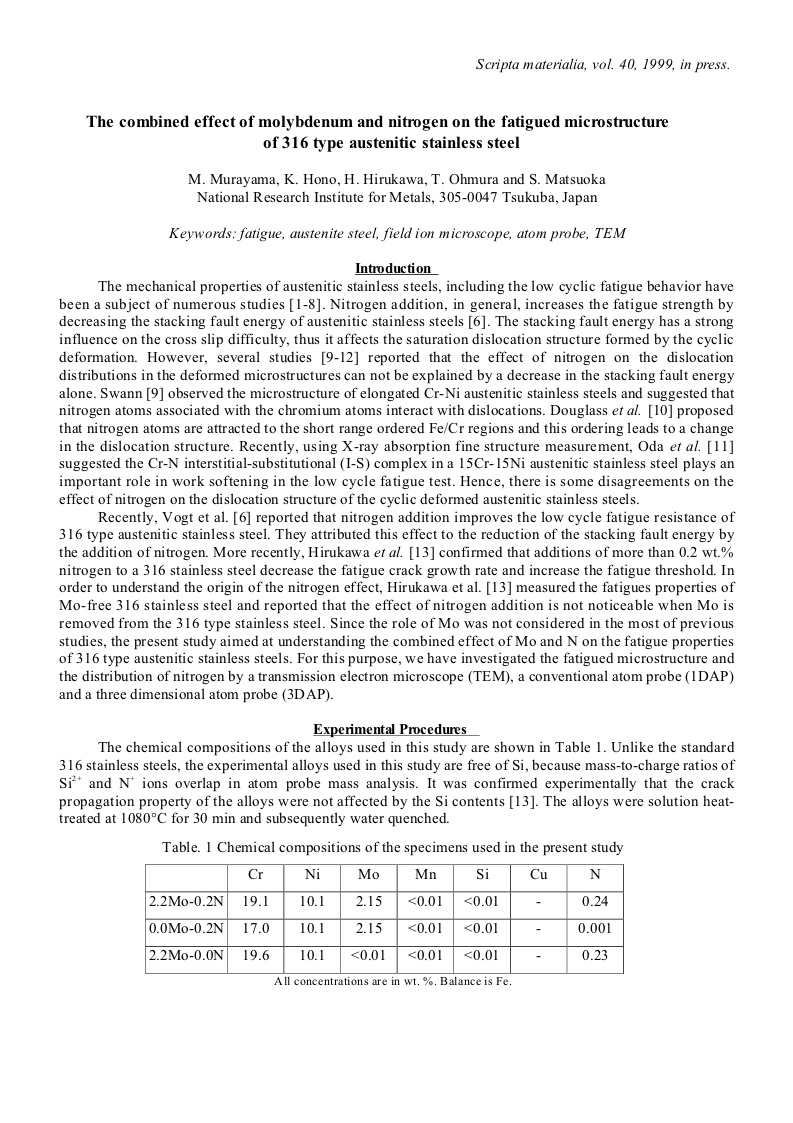 Scripta materialia, vol. 40, 1999, in press.
The combined effect of molybdenum and nitrogen on the fatigued microstructure
of 316 type austenitic stainless steel
M. Murayama, K. Hono, H. Hirukawa, T. Ohmura and S. Matsuoka
National Research Institute for Metals, 305-0047 Tsukuba, Japan
Keywords: fatigue, austenite steel, field ion microscope, atom probe, TEM
Introduction
The mechanical properties of austenitic stainless steels, including the low cyclic fatigue behavior have
been a subject of numerous studies [1-8]. Nitrogen addition, in general, increases the fatigue strength by
decreasing the stacking fault energy of austenitic stainless steels [6]. The stacking fault energy has a strong
influence on the cross slip difficulty, thus it affects the saturation dislocation structure formed by the cyclic
deformation. However, several studies [9-12] reported that the effect of nitrogen on the dislocation
distributions in the deformed microstructures can not be explained by a decrease in the stacking fault energy
alone. Swann [9] observed the microstructure of elongated Cr-Ni austenitic stainless steels and suggested that
nitrogen atoms associated with the chromium atoms interact with dislocations. Douglass et al. [10] proposed
that nitrogen atoms are attracted to the short range ordered Fe/Cr regions and this ordering leads to a change
in the dislocation structure. Recently, using X-ray absorption fine structure measurement, Oda et al. [11]
suggested the Cr-N interstitial-substitutional (I-S) complex in a 15Cr-15Ni austenitic stainless steel plays an
important role in work softening in the low cycle fatigue test. Hence, there is some disagreements on the
effect of nitrogen on the dislocation structure of the cyclic deformed austenitic stainless steels.
Recently, Vogt et al. [6] reported that nitrogen addition improves the low cycle fatigue resistance of
316 type austenitic stainless steel. They attributed this effect to the reduction of the stacking fault energy by
the addition of nitrogen. More recently, Hirukawa et al. [13] confirmed that additions of more than 0.2 wt.%
nitrogen to a 316 stainless steel decrease the fatigue crack growth rate and increase the fatigue threshold. In
order to understand the origin of the nitrogen effect, Hirukawa et al. [13] measured the fatigues properties of
Mo-free 316 stainless steel and reported that the effect of nitrogen addition is not noticeable when Mo is
removed from the 316 type stainless steel. Since the role of Mo was not considered in the most of previous
studies, the present study aimed at understanding the combined effect of Mo and N on the fatigue properties
of 316 type austenitic stainless steels. For this purpose, we have investigated the fatigued microstructure and
the distribution of nitrogen by a transmission electron microscope (TEM), a conventional atom probe (1DAP)
and a three dimensional atom probe (3DAP).
Experimental Procedures
The chemical compositions of the alloys used in this study are shown in Table 1. Unlike the standard
316 stainless steels, the experimental alloys used in this study are free of Si, because mass-to-charge ratios of
Si²⁺ and N⁺ ions overlap in atom probe mass analysis. It was confirmed experimentally that the crack
propagation property of the alloys were not affected by the Si contents [13]. The alloys were solution heat-
treated at 1080°C for 30 min and subsequently water quenched.
Table. 1 Chemical compositions of the specimens used in the present study
Cr Ni Mo Mn Si Cu N
2.2Mo-0.2N 19.1 10.1 2.15 <0.01 <0.01 - 0.24
0.0Mo-0.2N 17.0 10.1 2.15 <0.01 <0.01 - 0.001
2.2Mo-0.0N 19.6 10.1 <0.01 <0.01 <0.01 - 0.23
All concentrations are in wt. %. Balance is Fe.